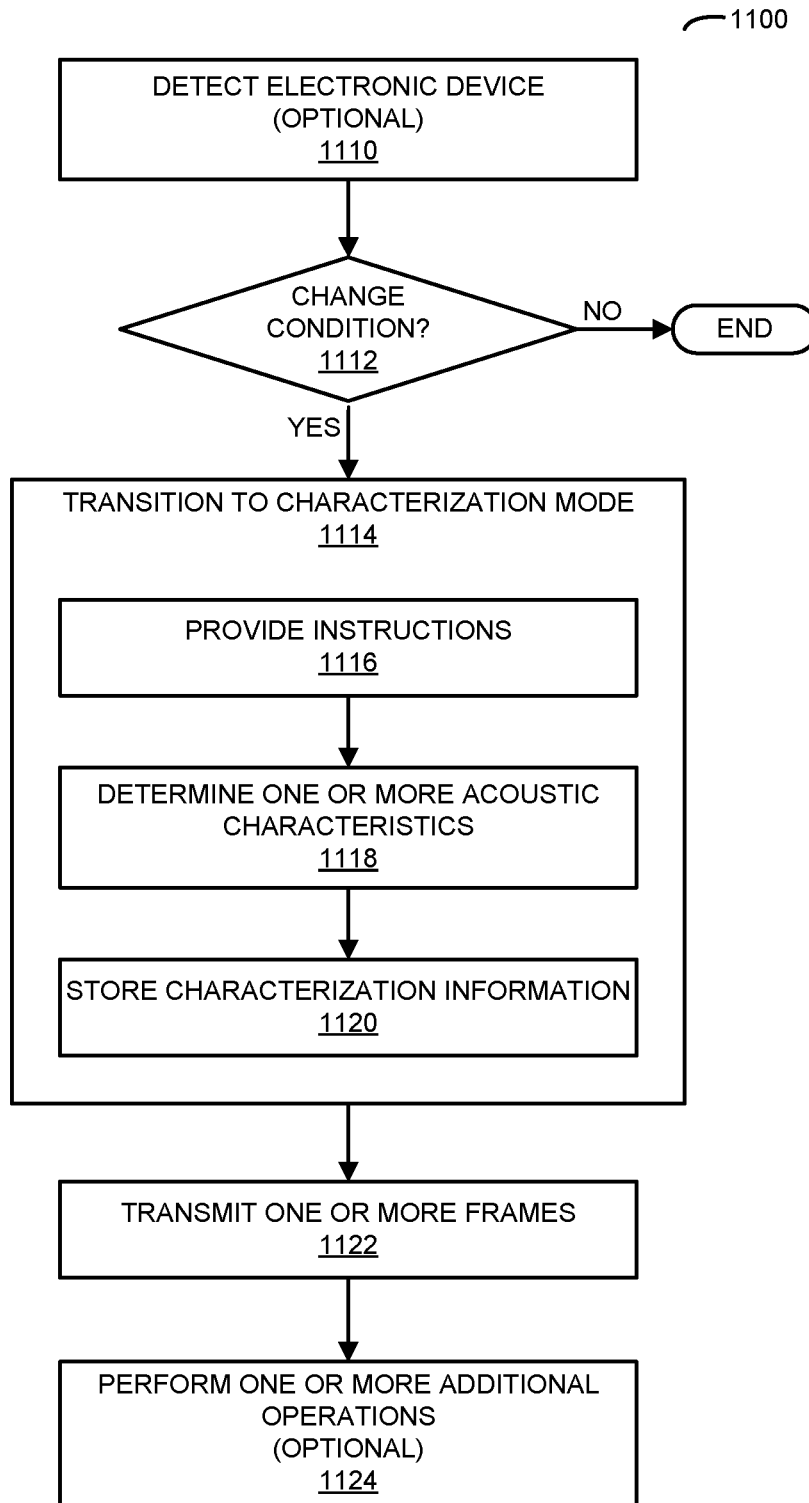 1100
DETECT ELECTRONIC DEVICE
(OPTIONAL)
1110
CHANGE
CONDITION?
1112
NO
END
YES
TRANSITION TO CHARACTERIZATION MODE
1114
PROVIDE INSTRUCTIONS
1116
DETERMINE ONE OR MORE ACOUSTIC
CHARACTERISTICS
1118
STORE CHARACTERIZATION INFORMATION
1120
TRANSMIT ONE OR MORE FRAMES
1122
PERFORM ONE OR MORE ADDITIONAL
OPERATIONS
(OPTIONAL)
1124